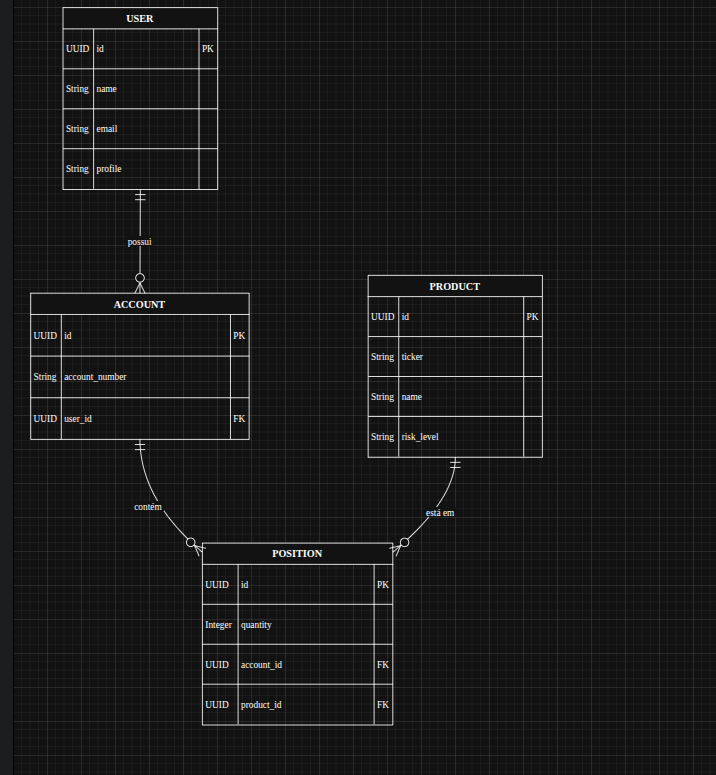 USER
UUID id PK
String name
String email
String profile
possui
ACCOUNT
UUID id PK
String account_number
UUID user_id FK
PRODUCT
UUID id PK
String ticker
String name
String risk_level
contém
está em
POSITION
UUID id PK
Integer quantity
UUID account_id FK
UUID product_id FK